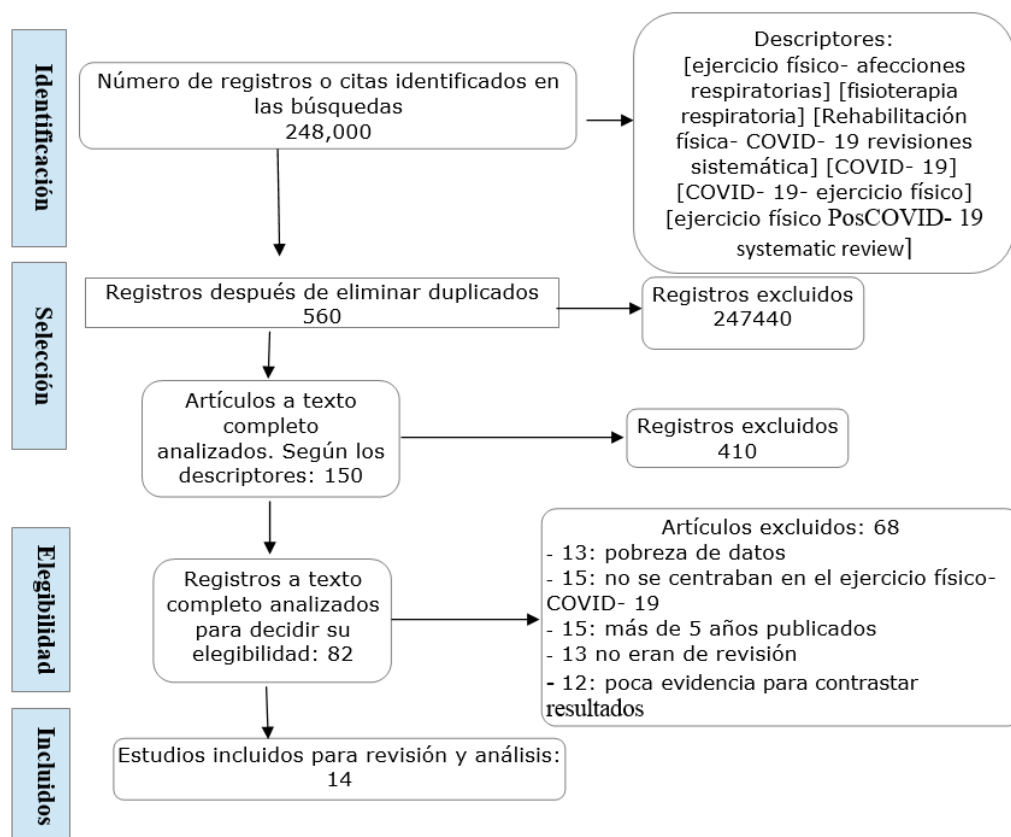 Identificación
Número de registros o citas identificados en
las búsquedas
248,000
Descriptores:
[ejercicio físico- afecciones
respiratorias] [fisioterapia
respiratoria] [Rehabilitación
física- COVID- 19 revisiones
sistemática] [COVID- 19]
[COVID- 19- ejercicio físico]
[ejercicio físico PosCOVID- 19
systematic review]
Selección
Registros después de eliminar duplicados
560
Registros excluidos
247440
Artículos a texto
completo
analizados. Según los
descriptores: 150
Registros excluidos
410
Elegibilidad
Registros a texto
completo analizados
para decidir su
elegibilidad: 82
Artículos excluidos: 68
- 13: pobreza de datos
- 15: no se centraban en el ejercicio físico-
COVID- 19
- 15: más de 5 años publicados
- 13 no eran de revisión
- 12: poca evidencia para contrastar
resultados
Incluidos
Estudios incluidos para revisión y análisis:
14